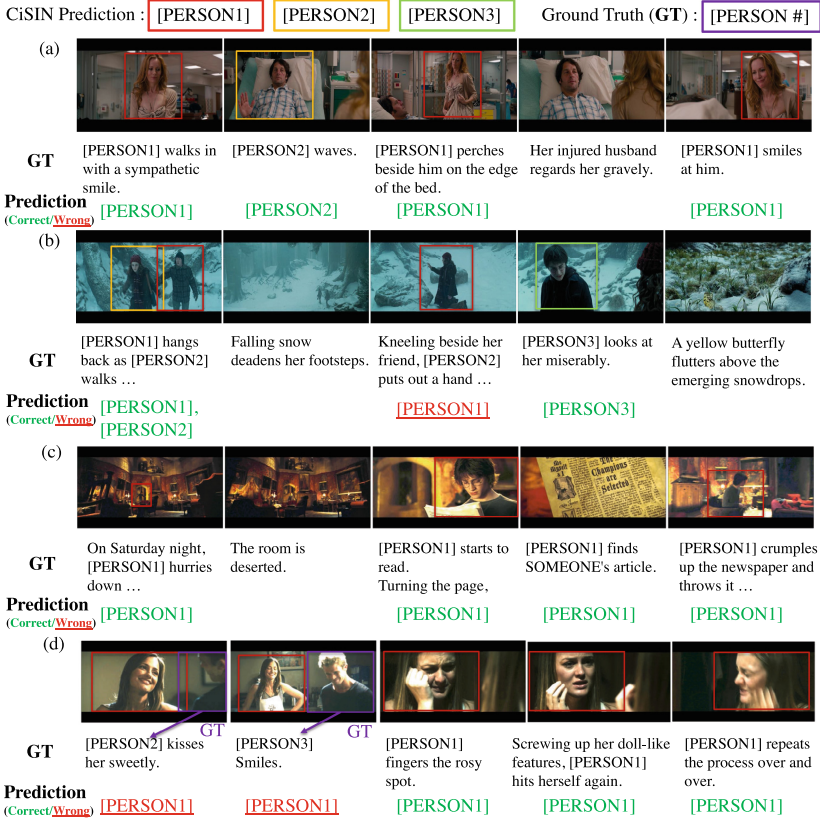 CiSIN Prediction : [PERSON1] [PERSON2] [PERSON3] Ground Truth (GT) : [PERSON #]
(a)
GT
[PERSON1] walks in
with a sympathetic
smile.
[PERSON2] waves.
[PERSON1] perches
beside him on the edge
of the bed.
Her injured husband
regards her gravely.
[PERSON1] smiles
at him.
Prediction
(Correct/Wrong)
[PERSON1]
[PERSON2]
[PERSON1]
[PERSON1]
(b)
GT
[PERSON1] hangs
back as [PERSON2]
walks …
Falling snow
deadens her footsteps.
Kneeling beside her
friend, [PERSON2]
puts out a hand …
[PERSON3] looks at
her miserably.
A yellow butterfly
flutters above the
emerging snowdrops.
Prediction
(Correct/Wrong)
[PERSON1],
[PERSON2]
[PERSON1]
[PERSON3]
(c)
The
Champions
are
Selected
GT
On Saturday night,
[PERSON1] hurries
down …
The room is
deserted.
[PERSON1] starts to
read.
Turning the page,
[PERSON1] finds
SOMEONE's article.
[PERSON1] crumples
up the newspaper and
throws it …
Prediction
(Correct/Wrong)
[PERSON1]
[PERSON1]
[PERSON1]
[PERSON1]
(d)
GT
GT
GT
[PERSON2] kisses
her sweetly.
[PERSON3]
Smiles.
[PERSON1]
fingers the rosy
spot.
Screwing up her doll-like
features, [PERSON1]
hits herself again.
[PERSON1] repeats
the process over and
over.
Prediction
(Correct/Wrong)
[PERSON1]
[PERSON1]
[PERSON1]
[PERSON1]
[PERSON1]